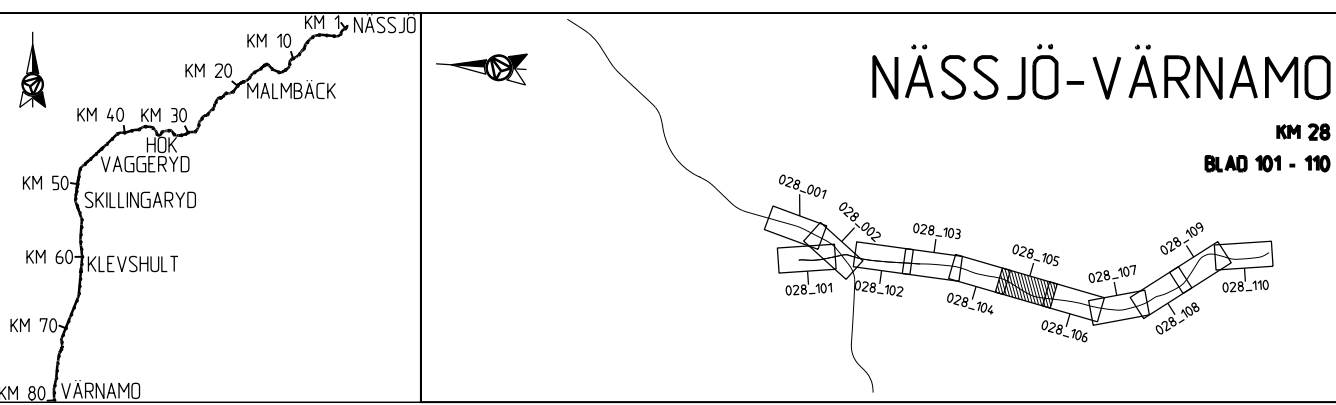 KM 1
NÄSSJÖ
KM 10
KM 20
MALMBÄCK
KM 40
KM 30
HOK
VAGGERYD
KM 50
SKILLINGARYD
KM 60
KLEVSHULT
KM 70
KM 80
VÄRNAMO
NÄSSJÖ-VÄRNAMO
KM 28
BLAD 101 - 110
028_001
028_002
028_103
028_109
028_105
028_107
028_101
028_102
028_104
028_110
028_106
028_108